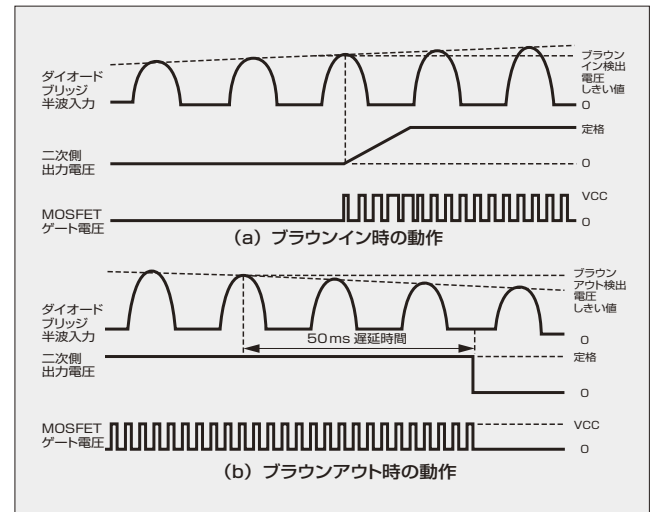 ダイオード
ブリッジ
半波入力
ブラウン
イン検出
電圧
しきい値
0
定格
二次側
出力電圧
0
VCC
MOSFET
ゲート電圧
0
(a) ブラウンイン時の動作
ブラウン
アウト検出
電圧
しきい値
ダイオード
ブリッジ
半波入力
0
50ms 遅延時間
二次側
出力電圧
定格
0
MOSFET
ゲート電圧
VCC
0
(b) ブラウンアウト時の動作